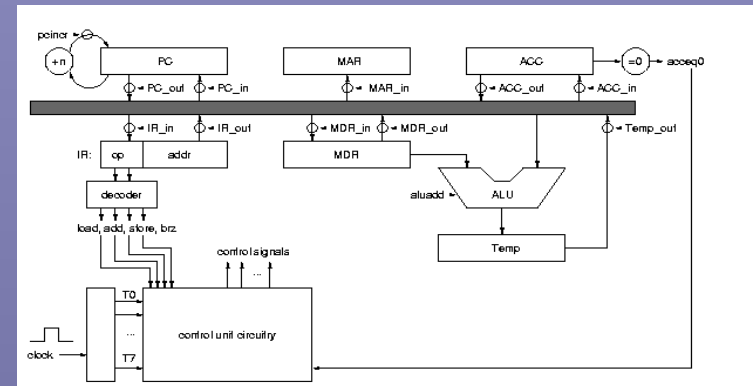 pcincr
+n
PC
MAR
ACC
=0
acceq0
PC_out
PC_in
MAR_in
ACC_out
ACC_in
IR_in
IR_out
MDR_in
MDR_out
Temp_out
IR:
op
addr
MDR
decoder
aluadd
ALU
load, add, store, brz
Temp
control signals
...
T0
...
control unit circuitry
clock
T7